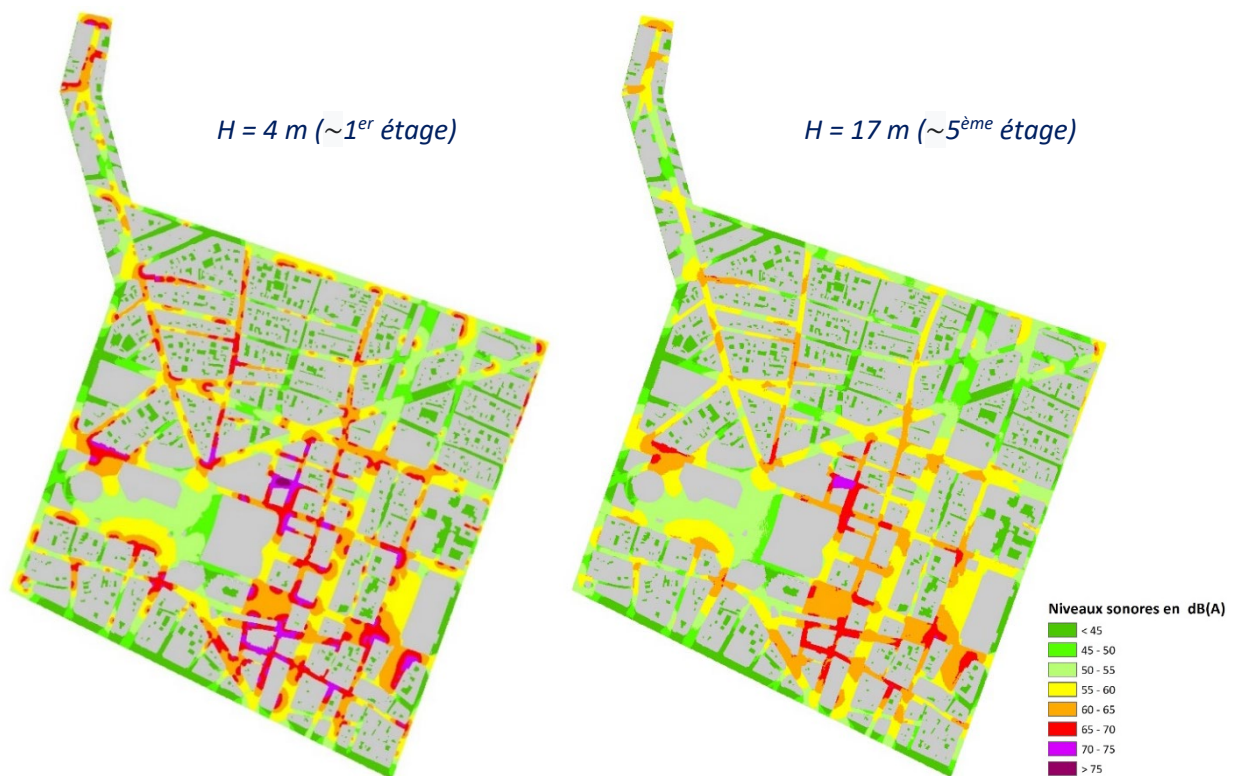 H = 4 m (~1er étage)
H = 17 m (~5ème étage)
Niveaux sonores en dB(A)
< 45
45 - 50
50 - 55
55 - 60
60 - 65
65 - 70
70 - 75
> 75